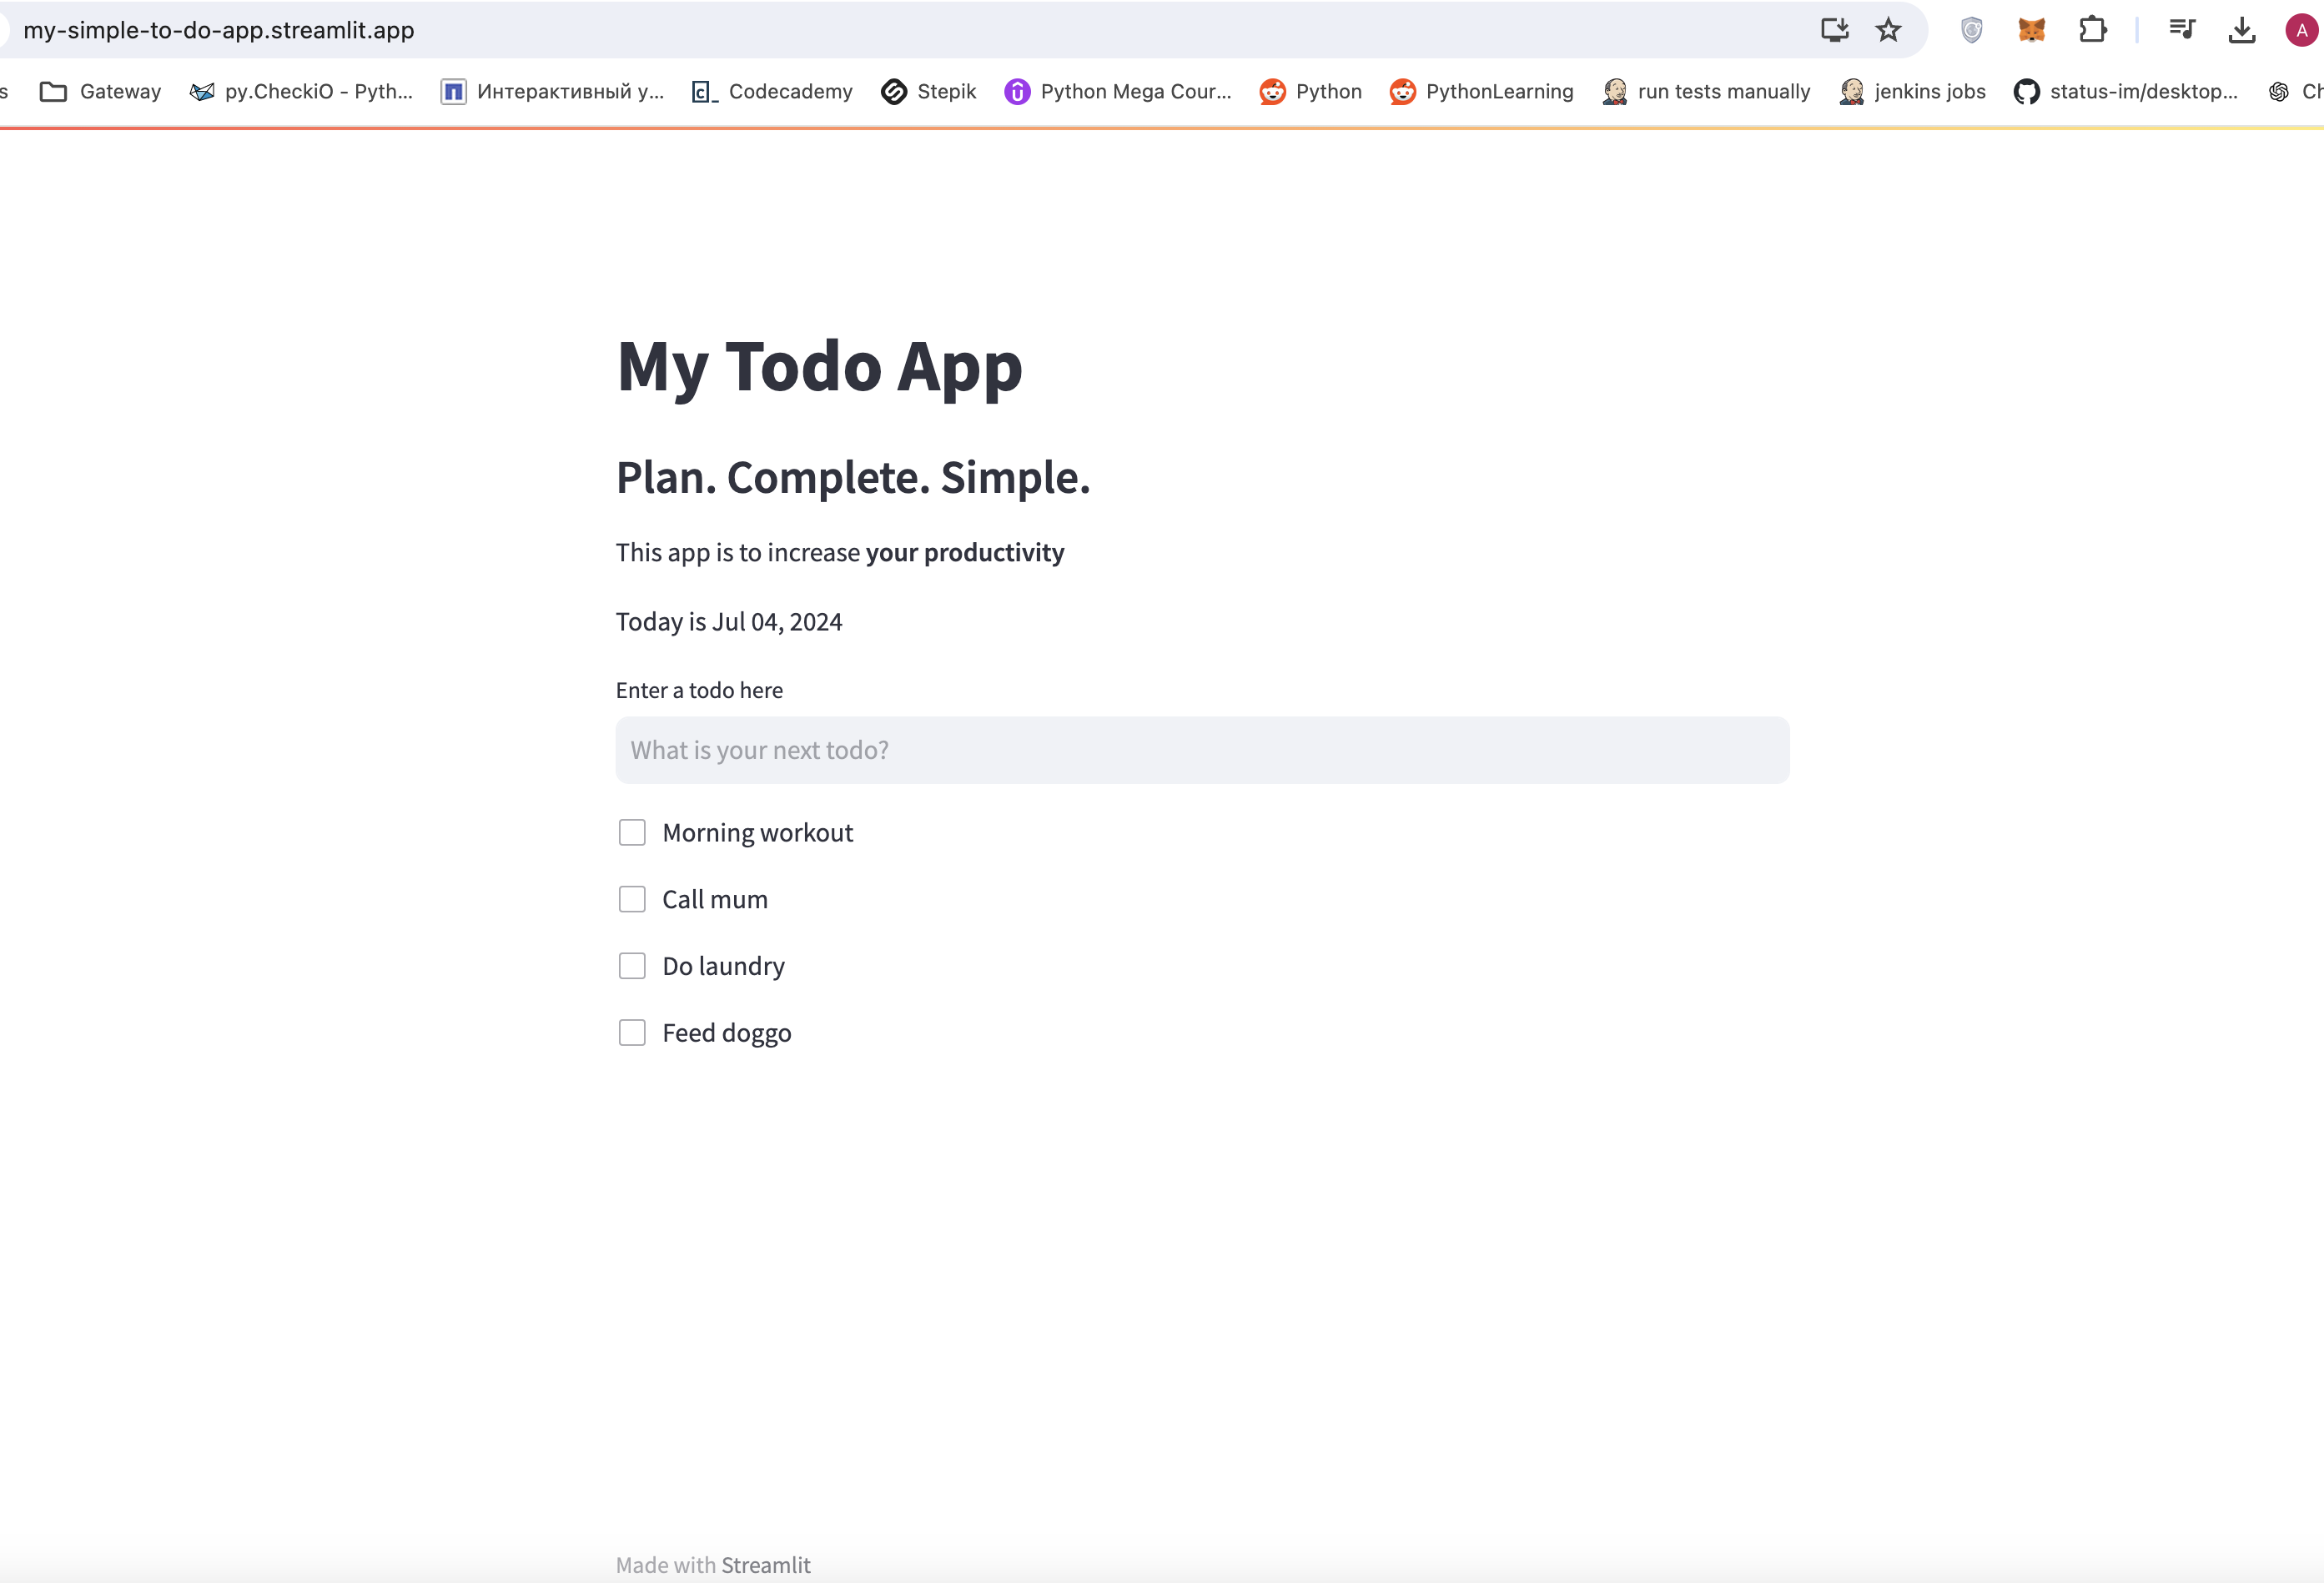 my-simple-to-do-app.streamlit.app
A
s Gateway py.CheckiO - Pyth... Интерактивный у... Codecademy Stepik Python Mega Cour... Python PythonLearning run tests manually jenkins jobs status-im/desktop... Ch
My Todo App
Plan. Complete. Simple.
This app is to increase your productivity
Today is Jul 04, 2024
Enter a todo here
What is your next todo?
Morning workout
Call mum
Do laundry
Feed doggo
Made with Streamlit